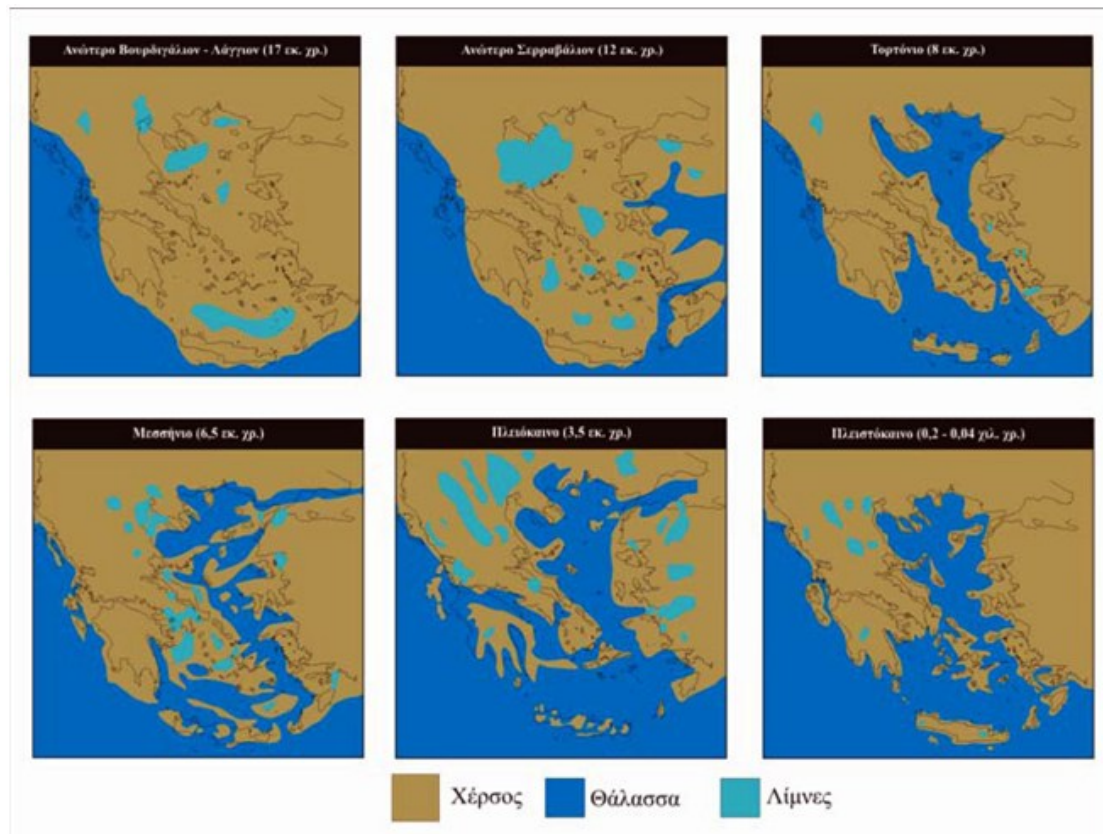 Ανώτερο Βουρδιγάλιον - Λάγγιον (17 εκ. χρ.)
Ανώτερο Σερραβάλιον (12 εκ. χρ.)
Τορτόνιο (8 εκ. χρ.)
Μεσσήνιο (6,5 εκ. χρ.)
Πλειόκαινο (3,5 εκ. χρ.)
Πλειστόκαινο (0,2 - 0,04 χιλ. χρ.)
Χέρσος
Θάλασσα
Λίμνες